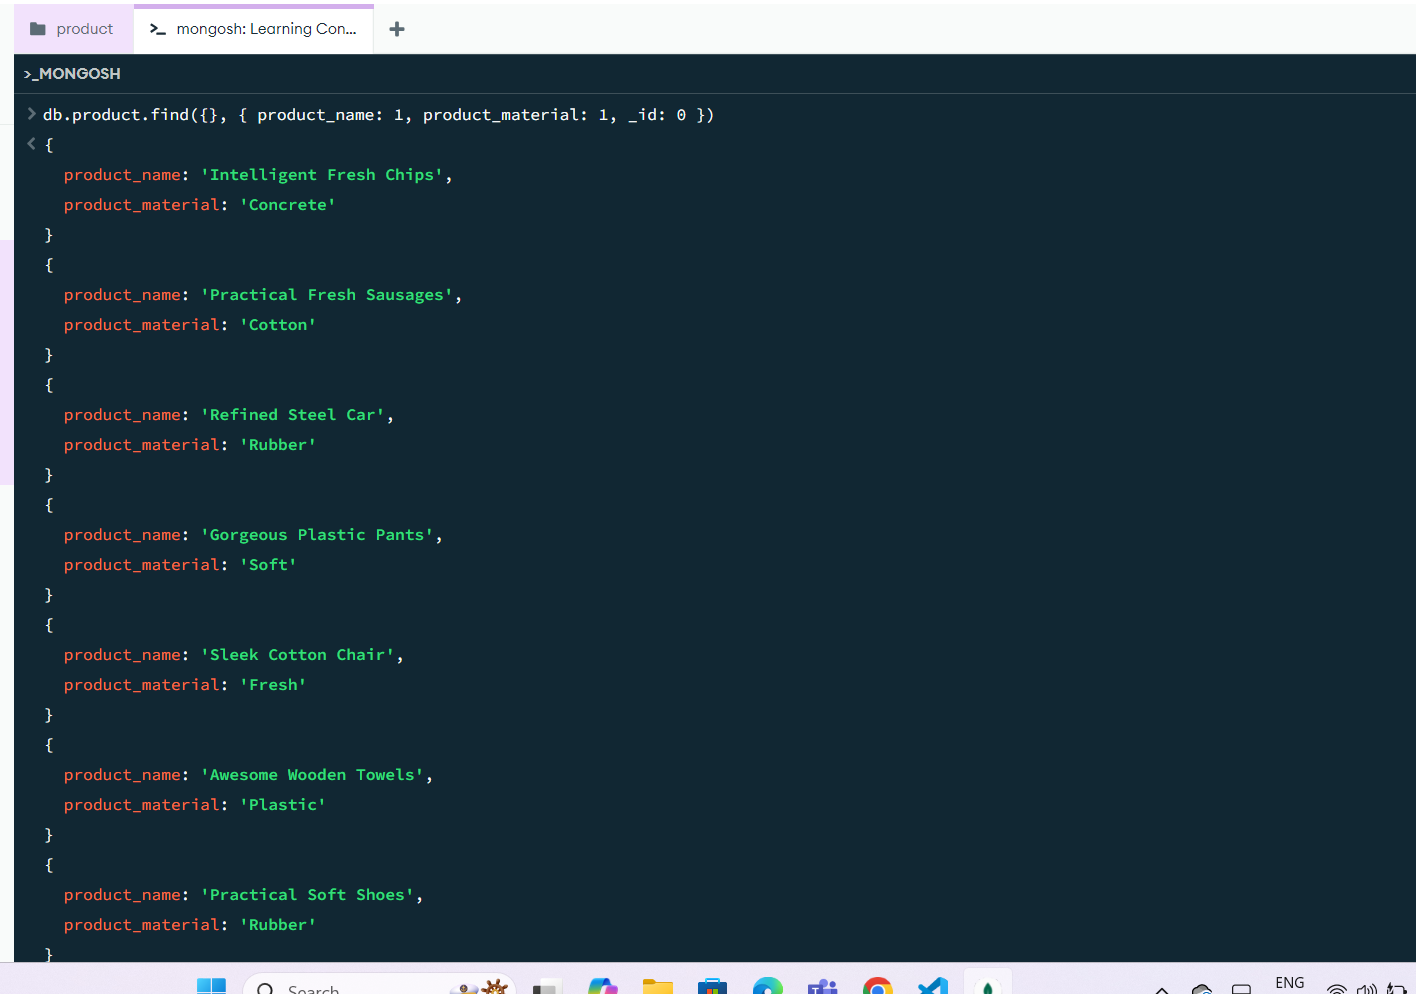 product
mongosh: Learning Con...
>_MONGOSH
db.product.find({}, { product_name: 1, product_material: 1, _id: 0 })
{
product_name: 'Intelligent Fresh Chips',
product_material: 'Concrete'
}
{
product_name: 'Practical Fresh Sausages',
product_material: 'Cotton'
}
{
product_name: 'Refined Steel Car',
product_material: 'Rubber'
}
{
product_name: 'Gorgeous Plastic Pants',
product_material: 'Soft'
}
{
product_name: 'Sleek Cotton Chair',
product_material: 'Fresh'
}
{
product_name: 'Awesome Wooden Towels',
product_material: 'Plastic'
}
{
product_name: 'Practical Soft Shoes',
product_material: 'Rubber'
}
Search
ENG